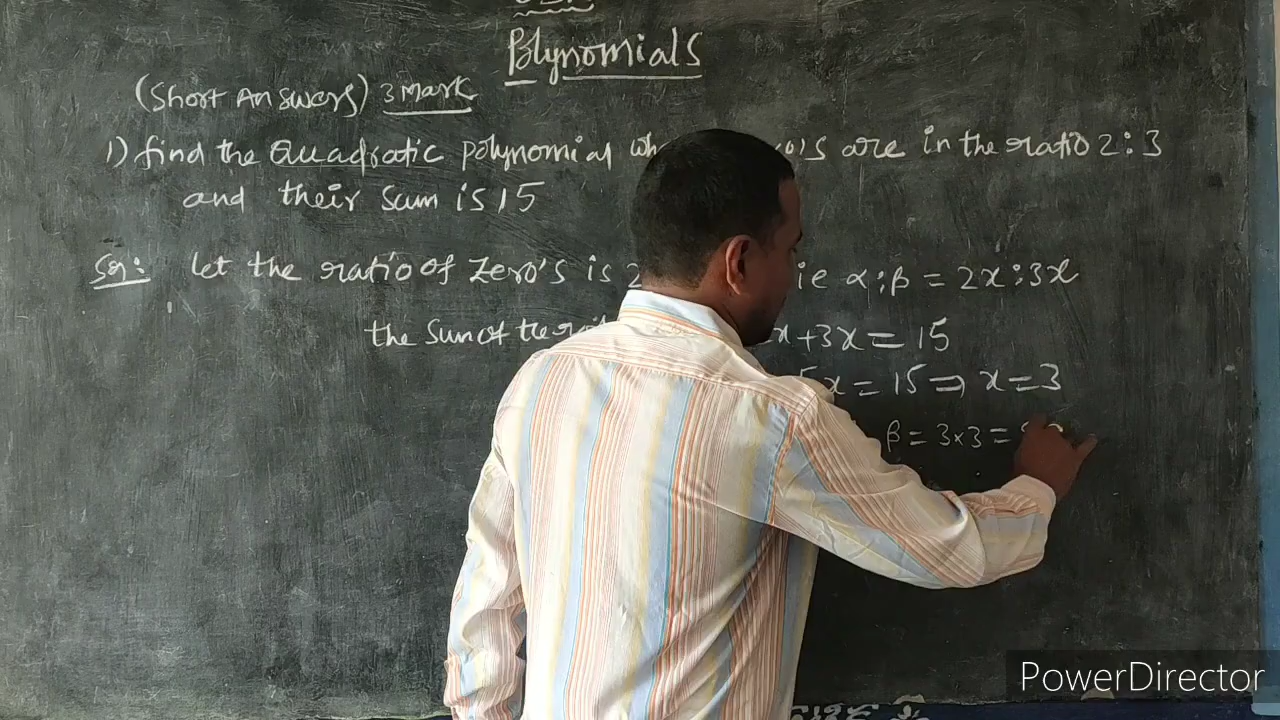 Polynomials
(Short Answers) 3 Mark
1) find the Quadratic polynomial are in the ratio 2:3
and their sum is 15
Let the ratio of Zero's is ie α:β = 2x:3x
the Sum of x+3x = 15
5x = 15 ⇒ x=3
β = 3×3 =
PowerDirector